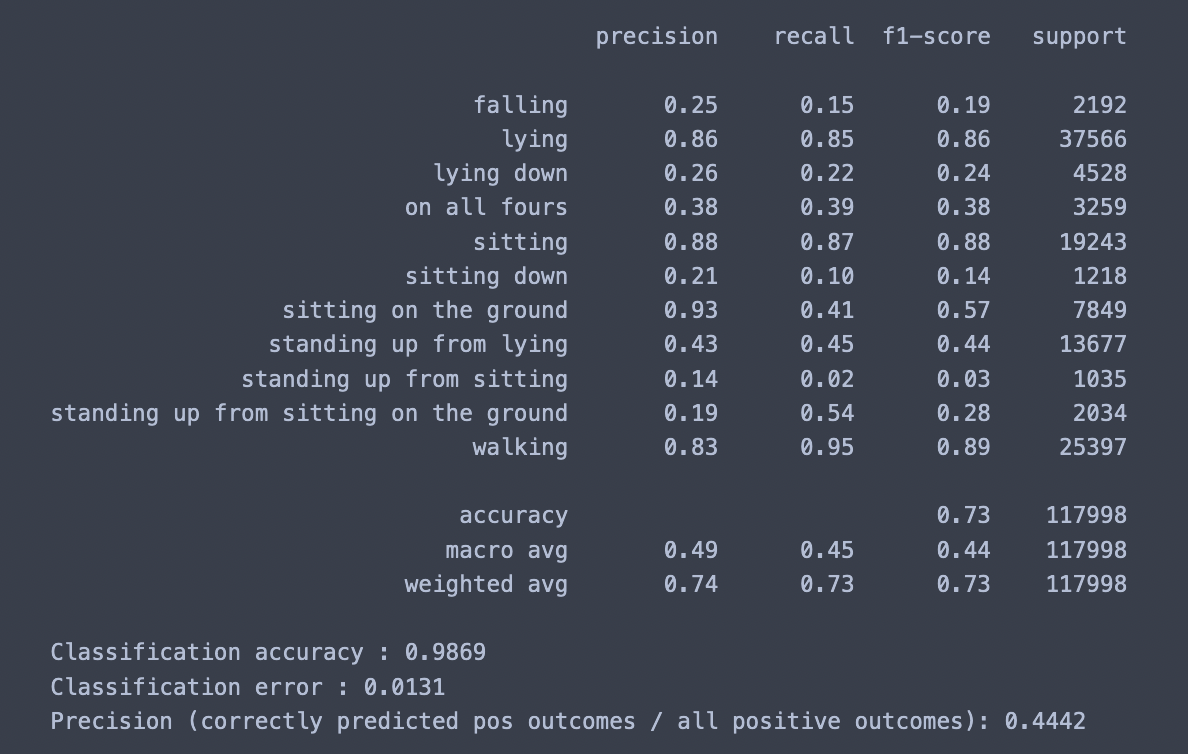 precision recall f1-score support
falling 0.25 0.15 0.19 2192
lying 0.86 0.85 0.86 37566
lying down 0.26 0.22 0.24 4528
on all fours 0.38 0.39 0.38 3259
sitting 0.88 0.87 0.88 19243
sitting down 0.21 0.10 0.14 1218
sitting on the ground 0.93 0.41 0.57 7849
standing up from lying 0.43 0.45 0.44 13677
standing up from sitting 0.14 0.02 0.03 1035
standing up from sitting on the ground 0.19 0.54 0.28 2034
walking 0.83 0.95 0.89 25397
accuracy 0.73 117998
macro avg 0.49 0.45 0.44 117998
weighted avg 0.74 0.73 0.73 117998
Classification accuracy : 0.9869
Classification error : 0.0131
Precision (correctly predicted pos outcomes / all positive outcomes): 0.4442